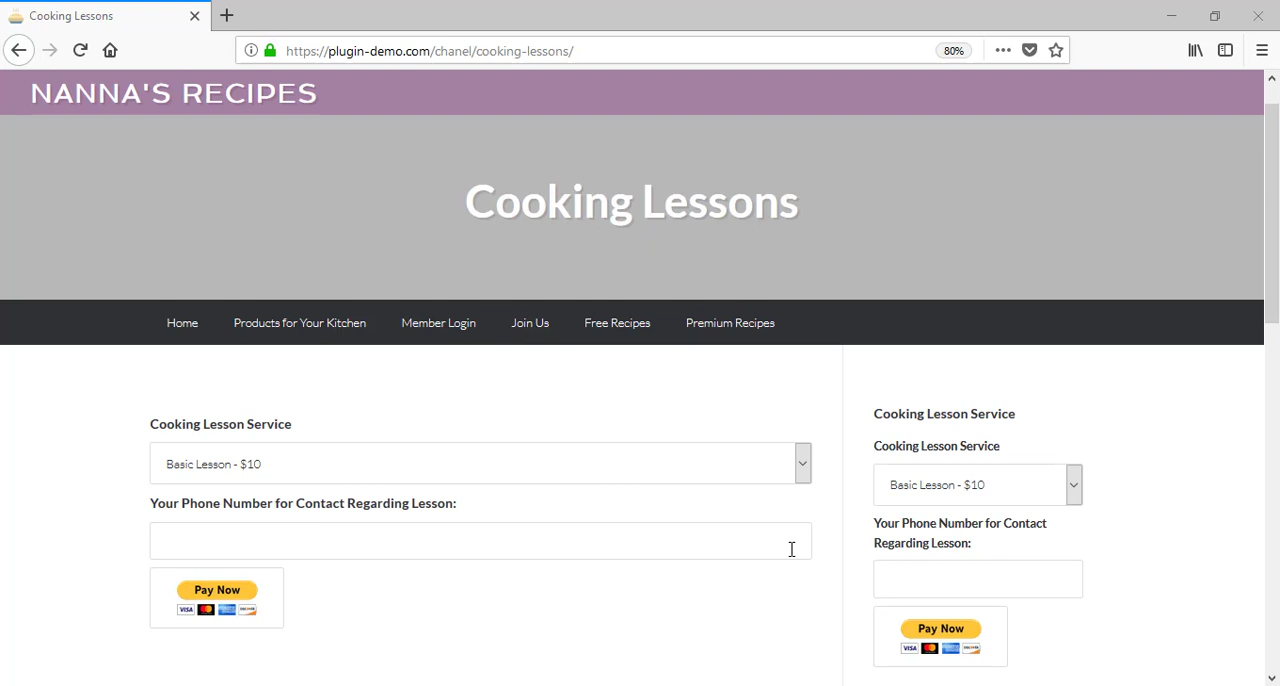 Cooking Lessons
https://plugin-demo.com/chanel/cooking-lessons/
80%
NANNA'S RECIPES
Cooking Lessons
Home
Products for Your Kitchen
Member Login
Join Us
Free Recipes
Premium Recipes
Cooking Lesson Service
Basic Lesson - $10
Your Phone Number for Contact Regarding Lesson:
Pay Now
VISA
Cooking Lesson Service
Cooking Lesson Service
Basic Lesson - $10
Your Phone Number for Contact
Regarding Lesson:
Pay Now
VISA